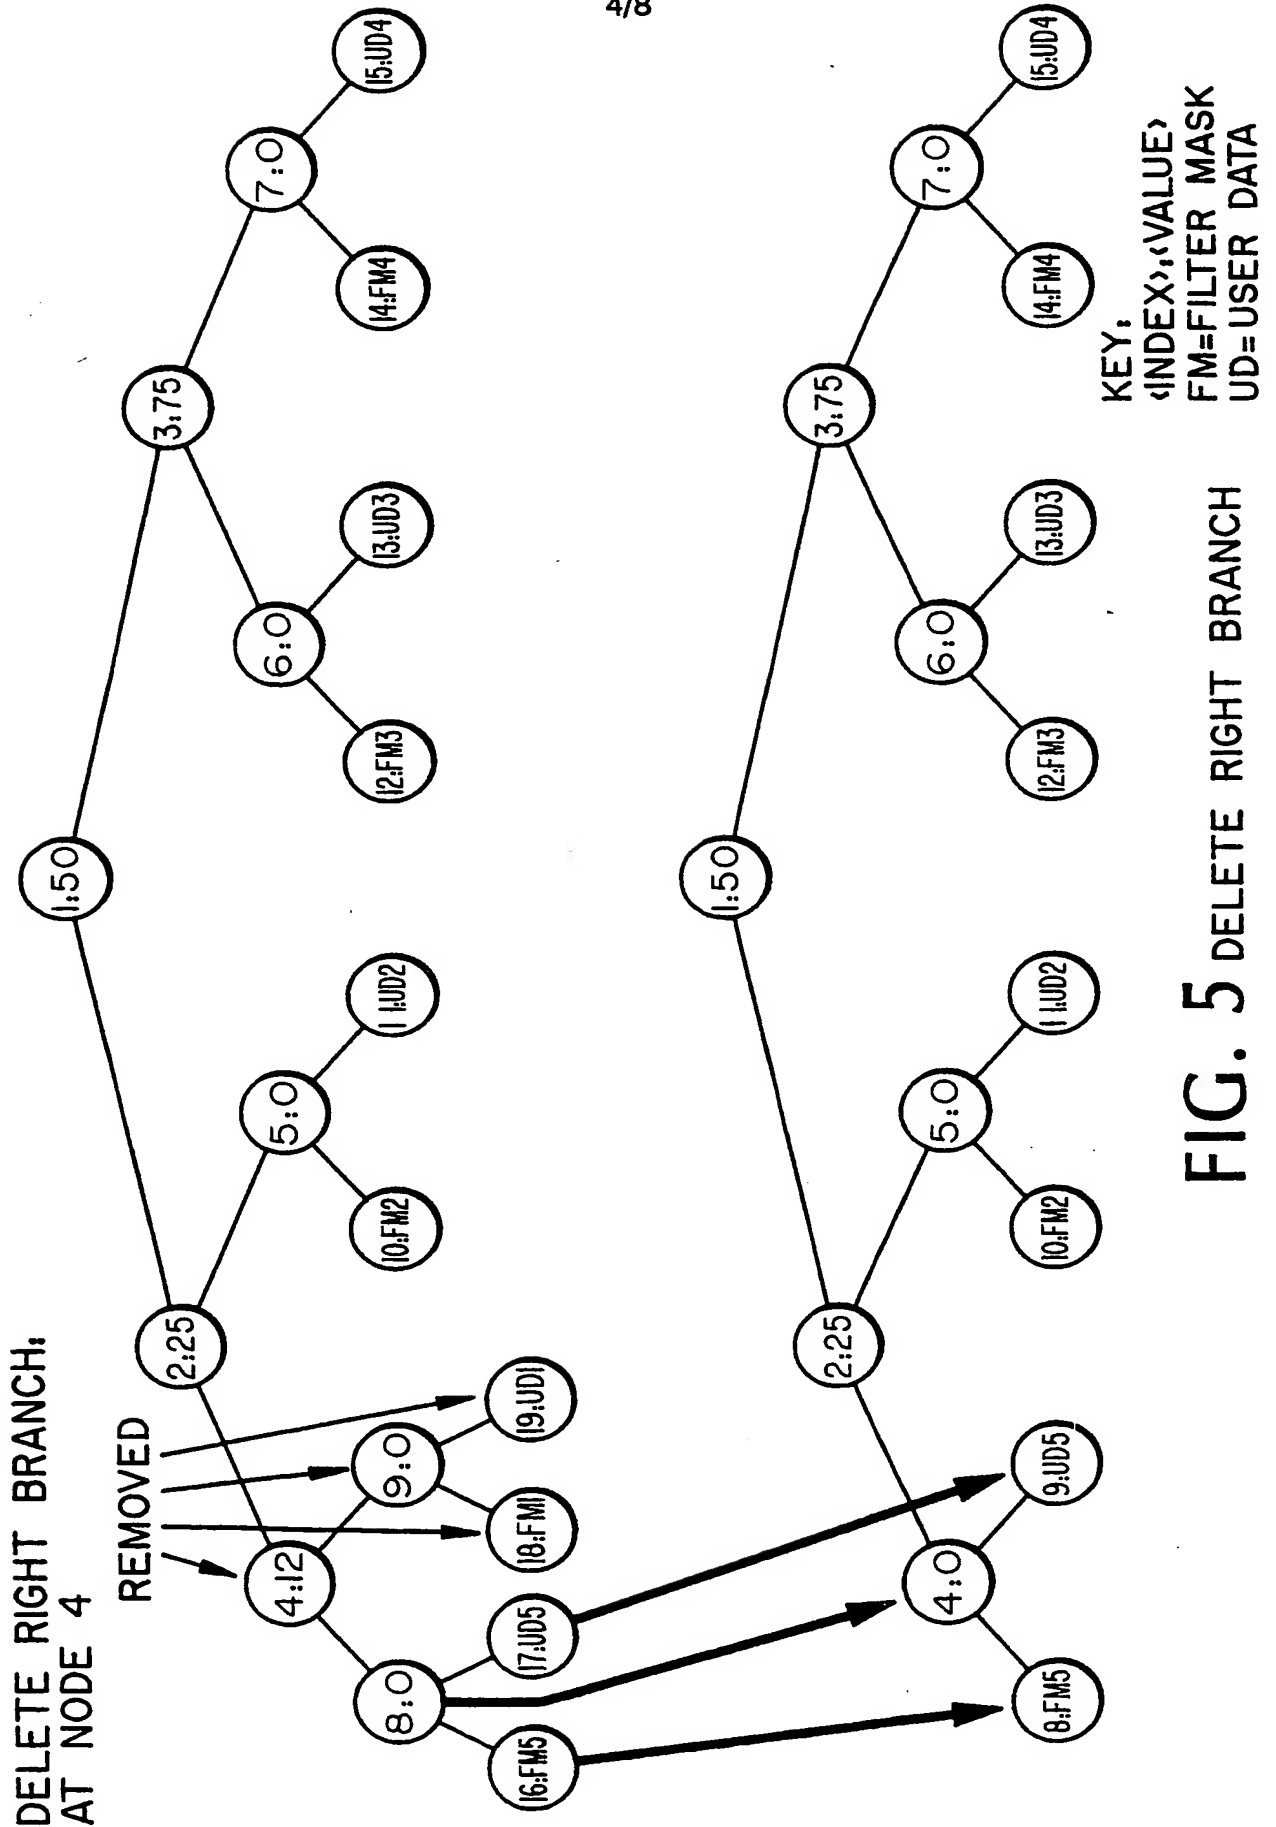 4/8
DELETE RIGHT BRANCH:
AT NODE 4
REMOVED
1:50
2:25
3:75
4:12
5:0
6:0
7:0
8:0
9:0
10:FM2
11:UD2
12:FM3
13:UD3
14:FM4
15:UD4
16:FM5
17:UD5
18:FM1
19:UD1
1:50
2:25
3:75
4:0
5:0
6:0
7:0
8:FM5
9:UD5
10:FM2
11:UD2
12:FM3
13:UD3
14:FM4
15:UD4
KEY:
<INDEX>:<VALUE>
FM=FILTER MASK
UD=USER DATA
FIG. 5 DELETE RIGHT BRANCH